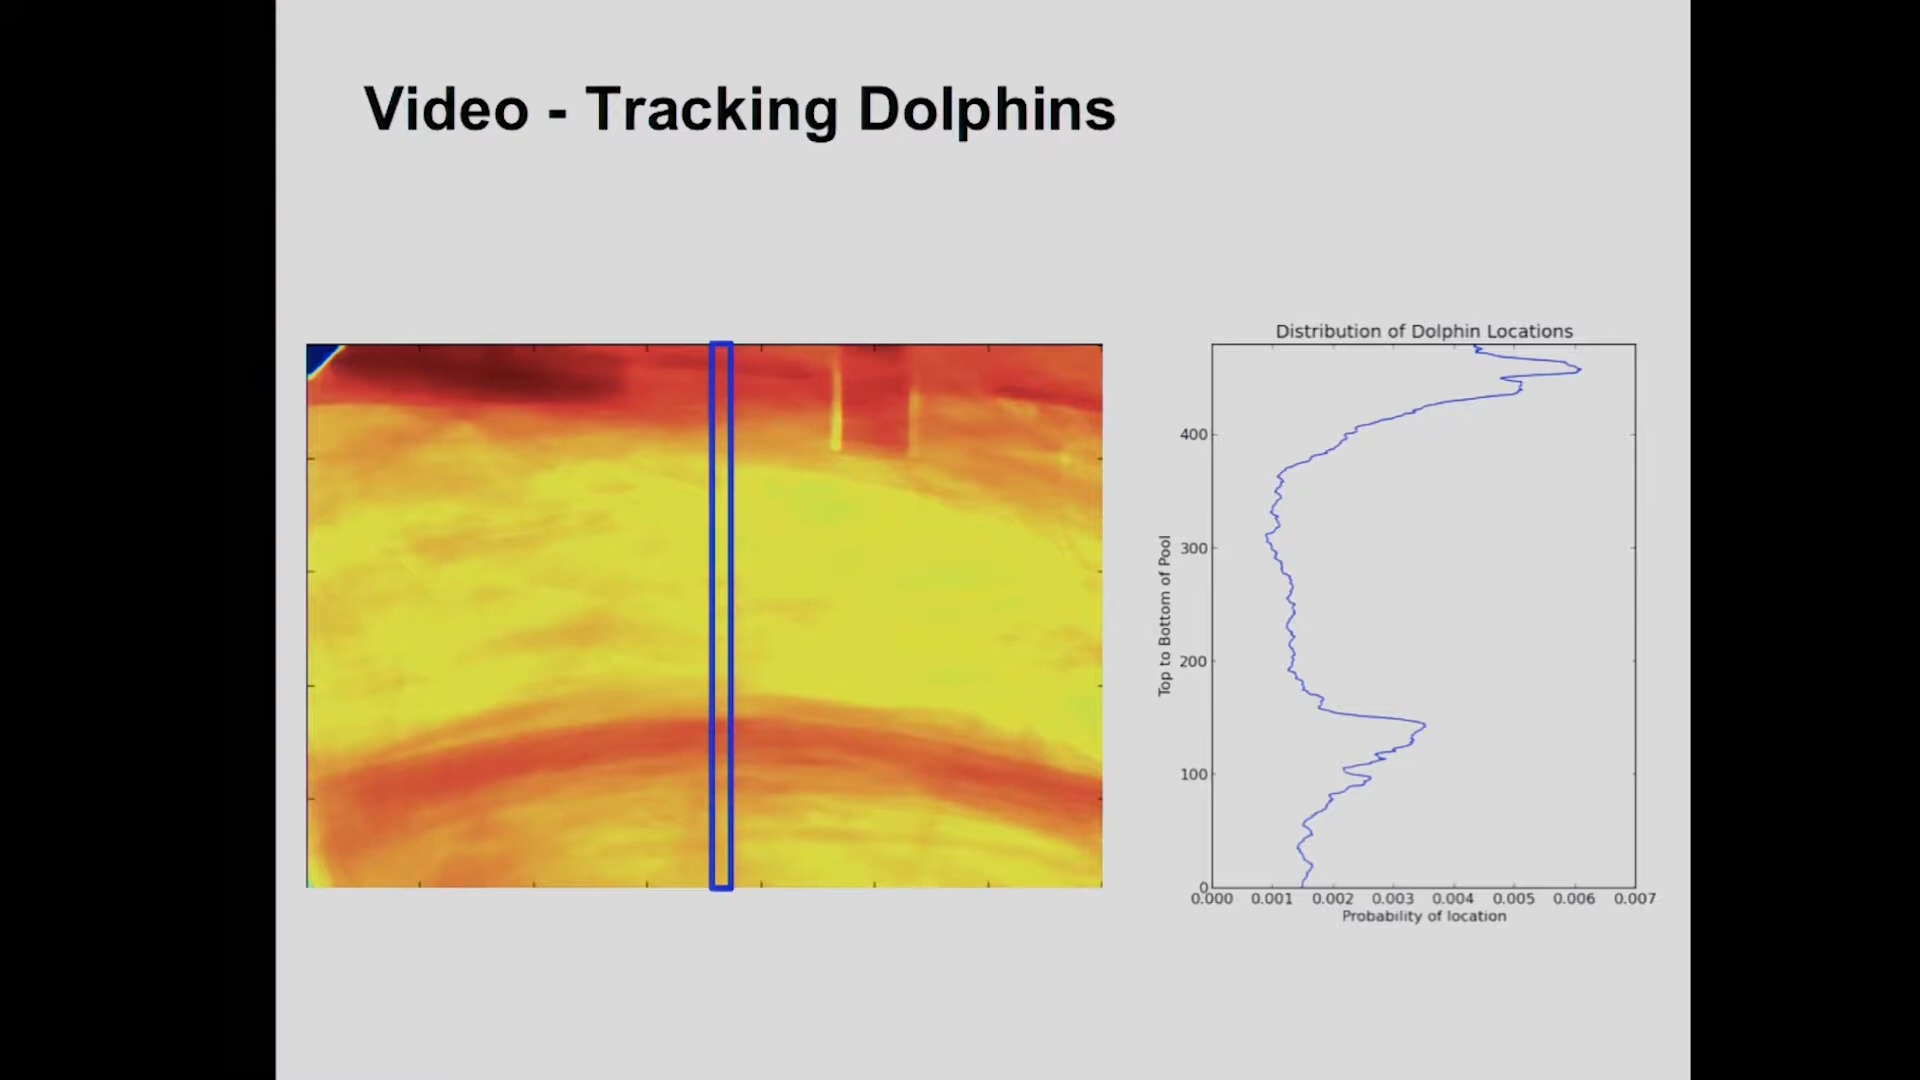 Video - Tracking Dolphins
Distribution of Dolphin Locations
Top to Bottom of Pool
400
300
200
100
0
0.000 0.001 0.002 0.003 0.004 0.005 0.006 0.007
Probability of location